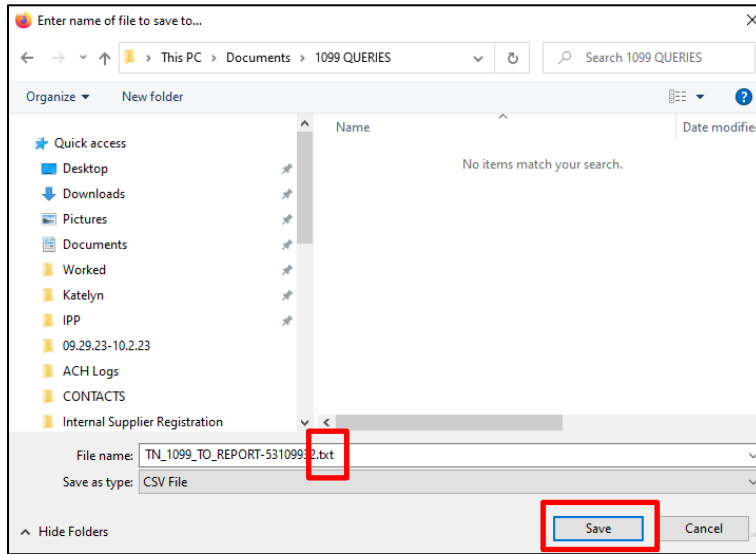 Enter name of file to save to...
This PC > Documents > 1099 QUERIES
Search 1099 QUERIES
Organize
New folder
Name
Date modified
No items match your search.
Quick access
Desktop
Downloads
Pictures
Documents
Worked
Katelyn
IPP
09.29.23-10.2.23
ACH Logs
CONTACTS
Internal Supplier Registration
File name: TN_1099_TO_REPORT-53109932.txt
Save as type: CSV File
Hide Folders
Save
Cancel